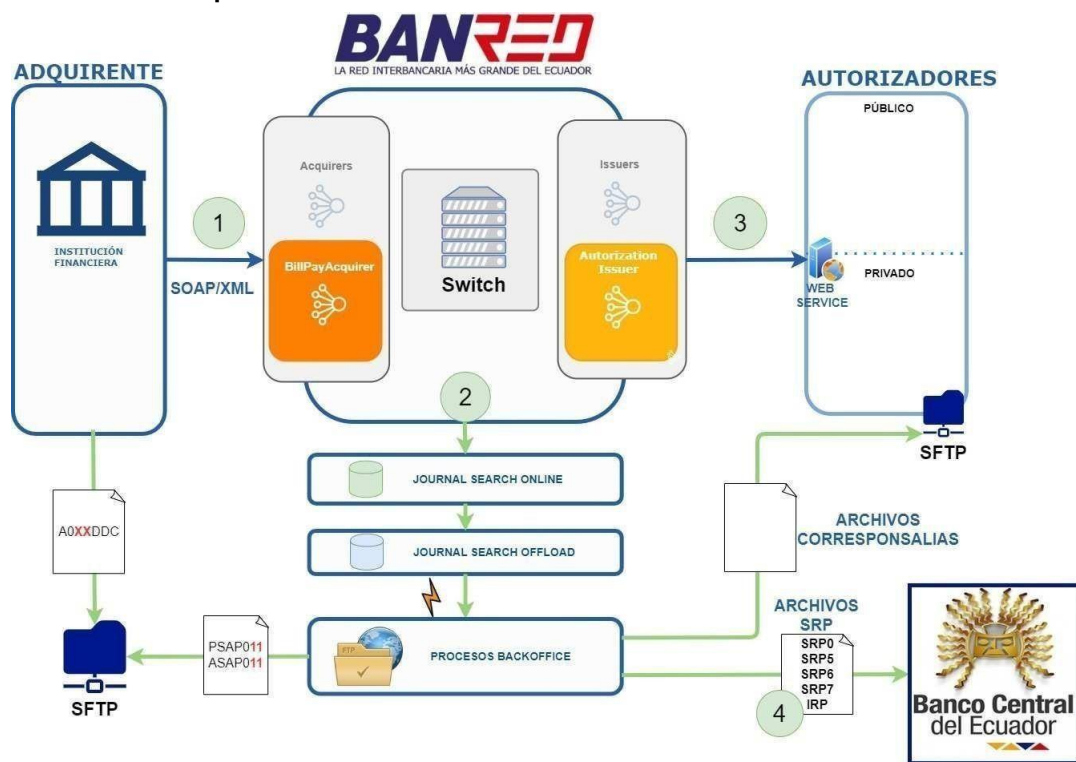 BANRED
LA RED INTERBANCARIA MÁS GRANDE DEL ECUADOR
ADQUIRENTE
AUTORIZADORES
PÚBLICO
INSTITUCIÓN
FINANCIERA
1
SOAP/XML
Acquirers
BillPayAcquirer
Switch
Issuers
Autorization
Issuer
3
WEB
SERVICE
PRIVADO
2
SFTP
JOURNAL SEARCH ONLINE
A0XXDDC
JOURNAL SEARCH OFFLOAD
ARCHIVOS
CORRESPONSALIAS
PSAP011
ASAP011
SFTP
FTP
PROCESOS BACKOFFICE
ARCHIVOS
SRP
SRP0
SRP5
SRP6
SRP7
IRP
4
Banco Central
del Ecuador